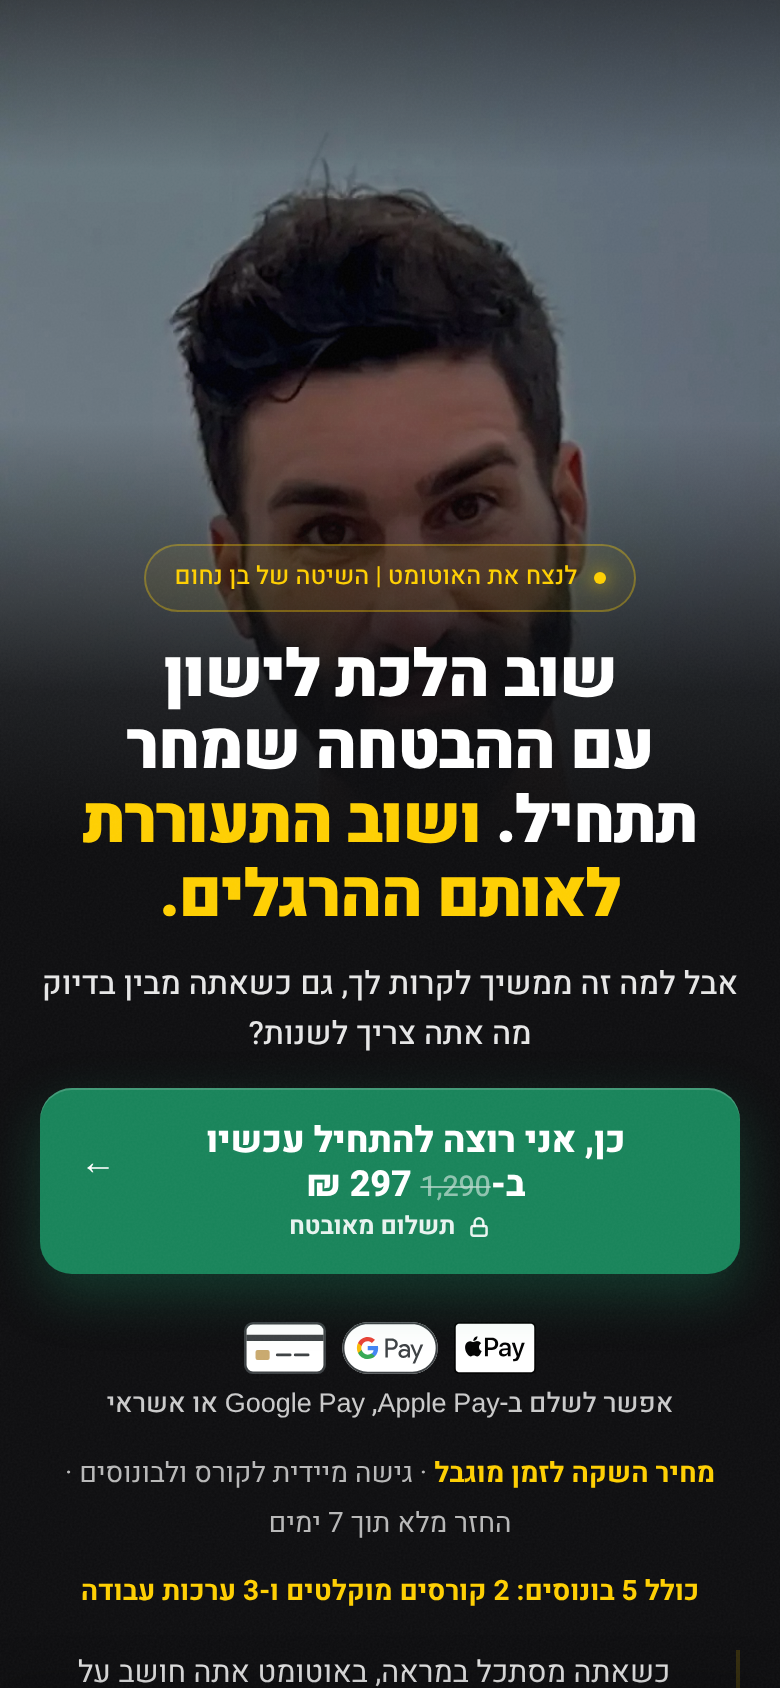 לנצח את האוטומט | השיטה של בן נחום
שוב הלכת לישון
עם ההבטחה שמחר
תתחיל. ושוב התעוררת
לאותם ההרגלים.
אבל למה זה ממשיך לקרות לך, גם כשאתה מבין בדיוק
מה אתה צריך לשנות?
כן, אני רוצה להתחיל עכשיו
ב-1,290 297 ₪
תשלום מאובטח
Pay
G Pay
אפשר לשלם ב-Apple Pay, Google Pay או אשראי
מחיר השקה לזמן מוגבל · גישה מיידית לקורס ולבונוסים ·
החזר מלא תוך 7 ימים
כולל 5 בונוסים: 2 קורסים מוקלטים ו-3 ערכות עבודה
כשאתה מסתכל במראה, באוטומט אתה חושב על